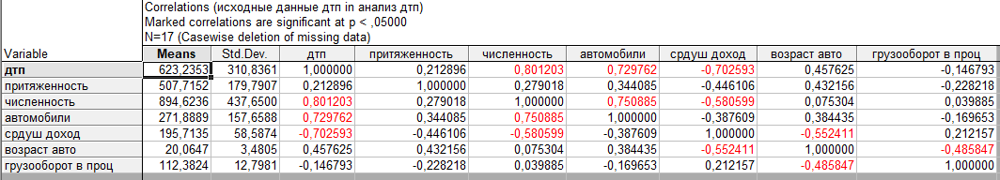 Correlations (исходные данные дтп in анализ дтп)
Marked correlations are significant at p < ,05000
N=17 (Casewise deletion of missing data)
Variable Means Std.Dev. дтп притяженность численность автомобили срдуш доход возраст авто грузооборот в проц
дтп 623,2353 310,8361 1,000000 0,212896 0,801203 0,729762 -0,702593 0,457625 -0,146793
притяженность 507,7152 179,7907 0,212896 1,000000 0,279018 0,344085 -0,446106 0,432156 -0,228218
численность 894,6236 437,6500 0,801203 0,279018 1,000000 0,750885 -0,580599 0,075304 0,039885
автомобили 271,8889 157,6588 0,729762 0,344085 0,750885 1,000000 -0,387609 0,384435 -0,169653
срдуш доход 195,7135 58,5874 -0,702593 -0,446106 -0,580599 -0,387609 1,000000 -0,552411 0,212157
возраст авто 20,0647 3,4805 0,457625 0,432156 0,075304 0,384435 -0,552411 1,000000 -0,485847
грузооборот в проц 112,3824 12,7981 -0,146793 -0,228218 0,039885 -0,169653 0,212157 -0,485847 1,000000